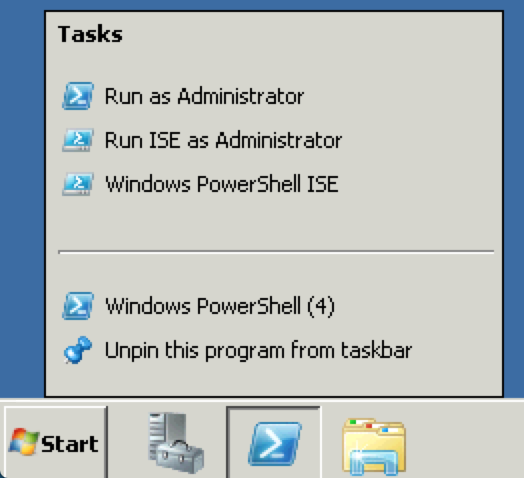 Tasks
Run as Administrator
Run ISE as Administrator
Windows PowerShell ISE
Windows PowerShell (4)
Unpin this program from taskbar
Start